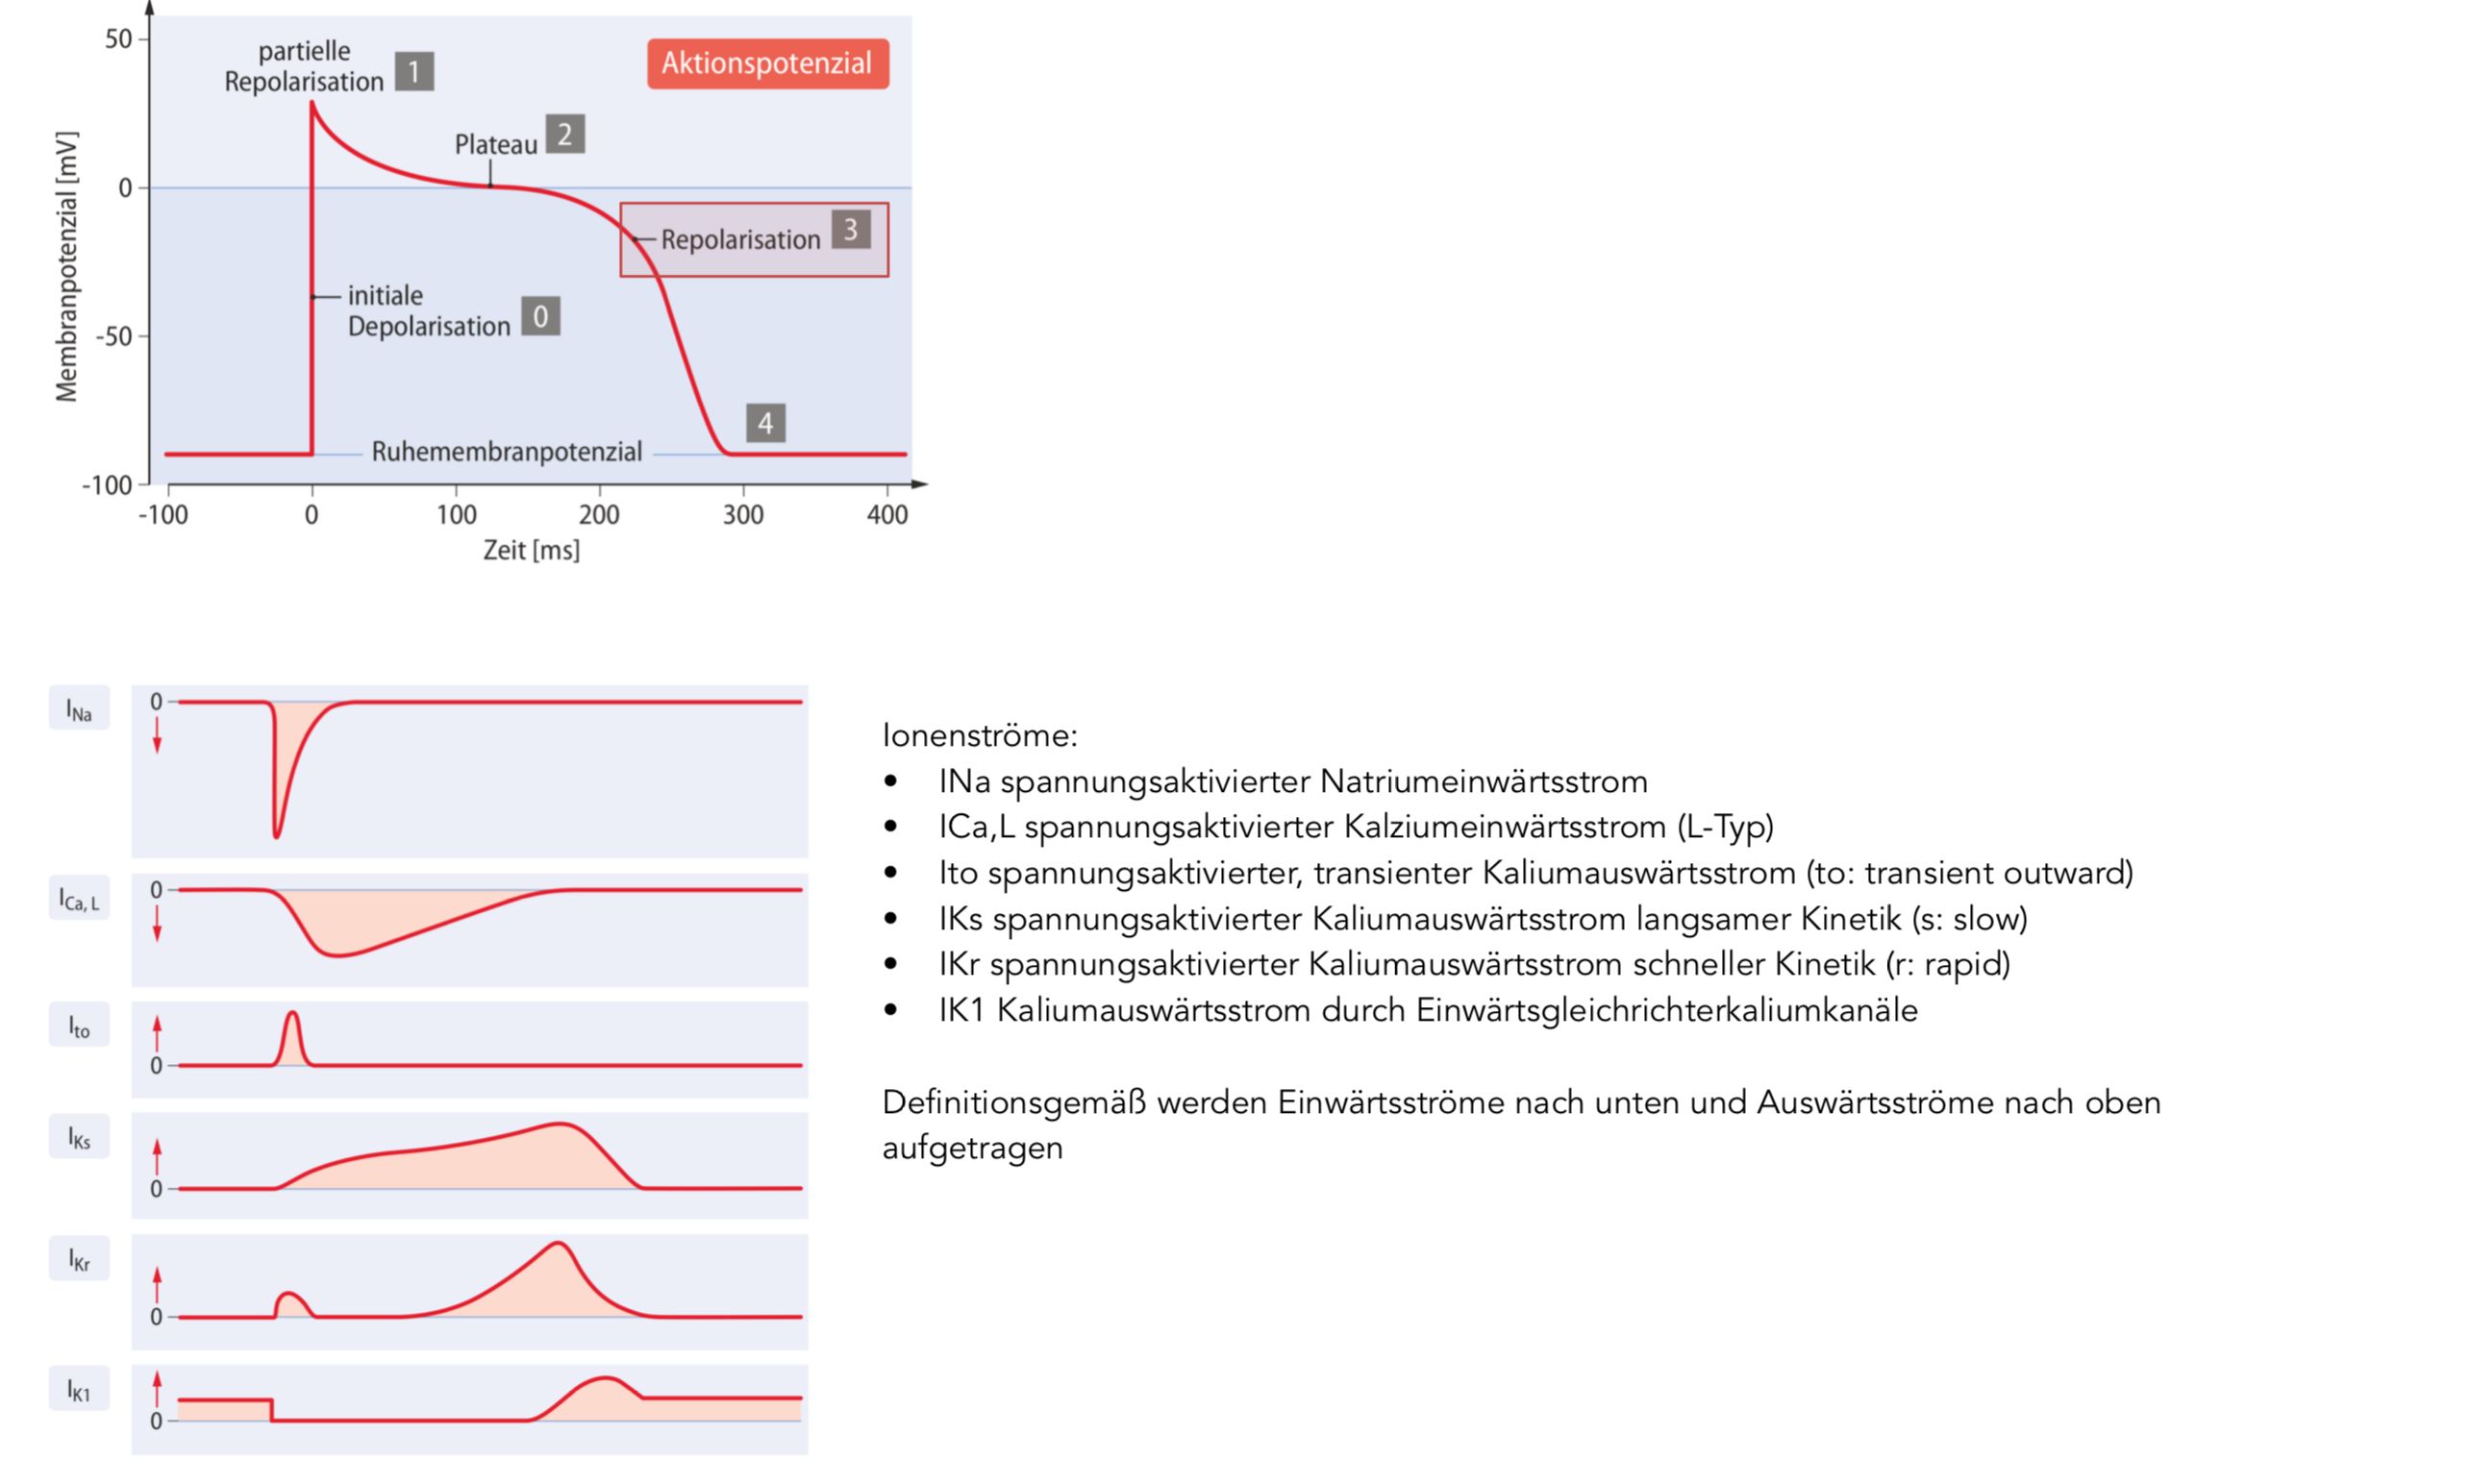 50
partielle
Repolarisation 1
Aktionspotenzial
Plateau 2
0
Repolarisation 3
initiale
Depolarisation 0
-50
Membranpotenzial [mV]
4
Ruhemembranpotenzial
-100
-100 0 100 200 300 400
Zeit [ms]
INa
0
ICa, L
0
Ito
0
IKs
0
IKr
0
IK1
0
Ionenströme:
• INa spannungsaktivierter Natriumeinwärtsstrom
• ICa,L spannungsaktivierter Kalziumeinwärtsstrom (L-Typ)
• Ito spannungsaktivierter, transienter Kaliumauswärtsstrom (to: transient outward)
• IKs spannungsaktivierter Kaliumauswärtsstrom langsamer Kinetik (s: slow)
• IKr spannungsaktivierter Kaliumauswärtsstrom schneller Kinetik (r: rapid)
• IK1 Kaliumauswärtsstrom durch Einwärtsgleichrichterkaliumkanäle
Definitionsgemäß werden Einwärtsströme nach unten und Auswärtsströme nach oben
aufgetragen